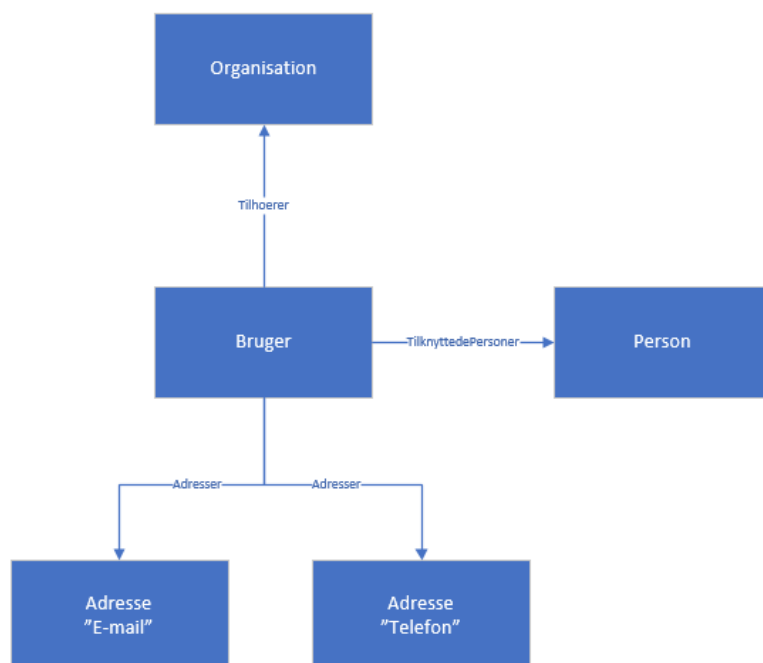 Organisation
Tilhoerer
Bruger
TilknyttedePersoner
Person
Adresser
Adresser
Adresse
"E-mail"
Adresse
"Telefon"